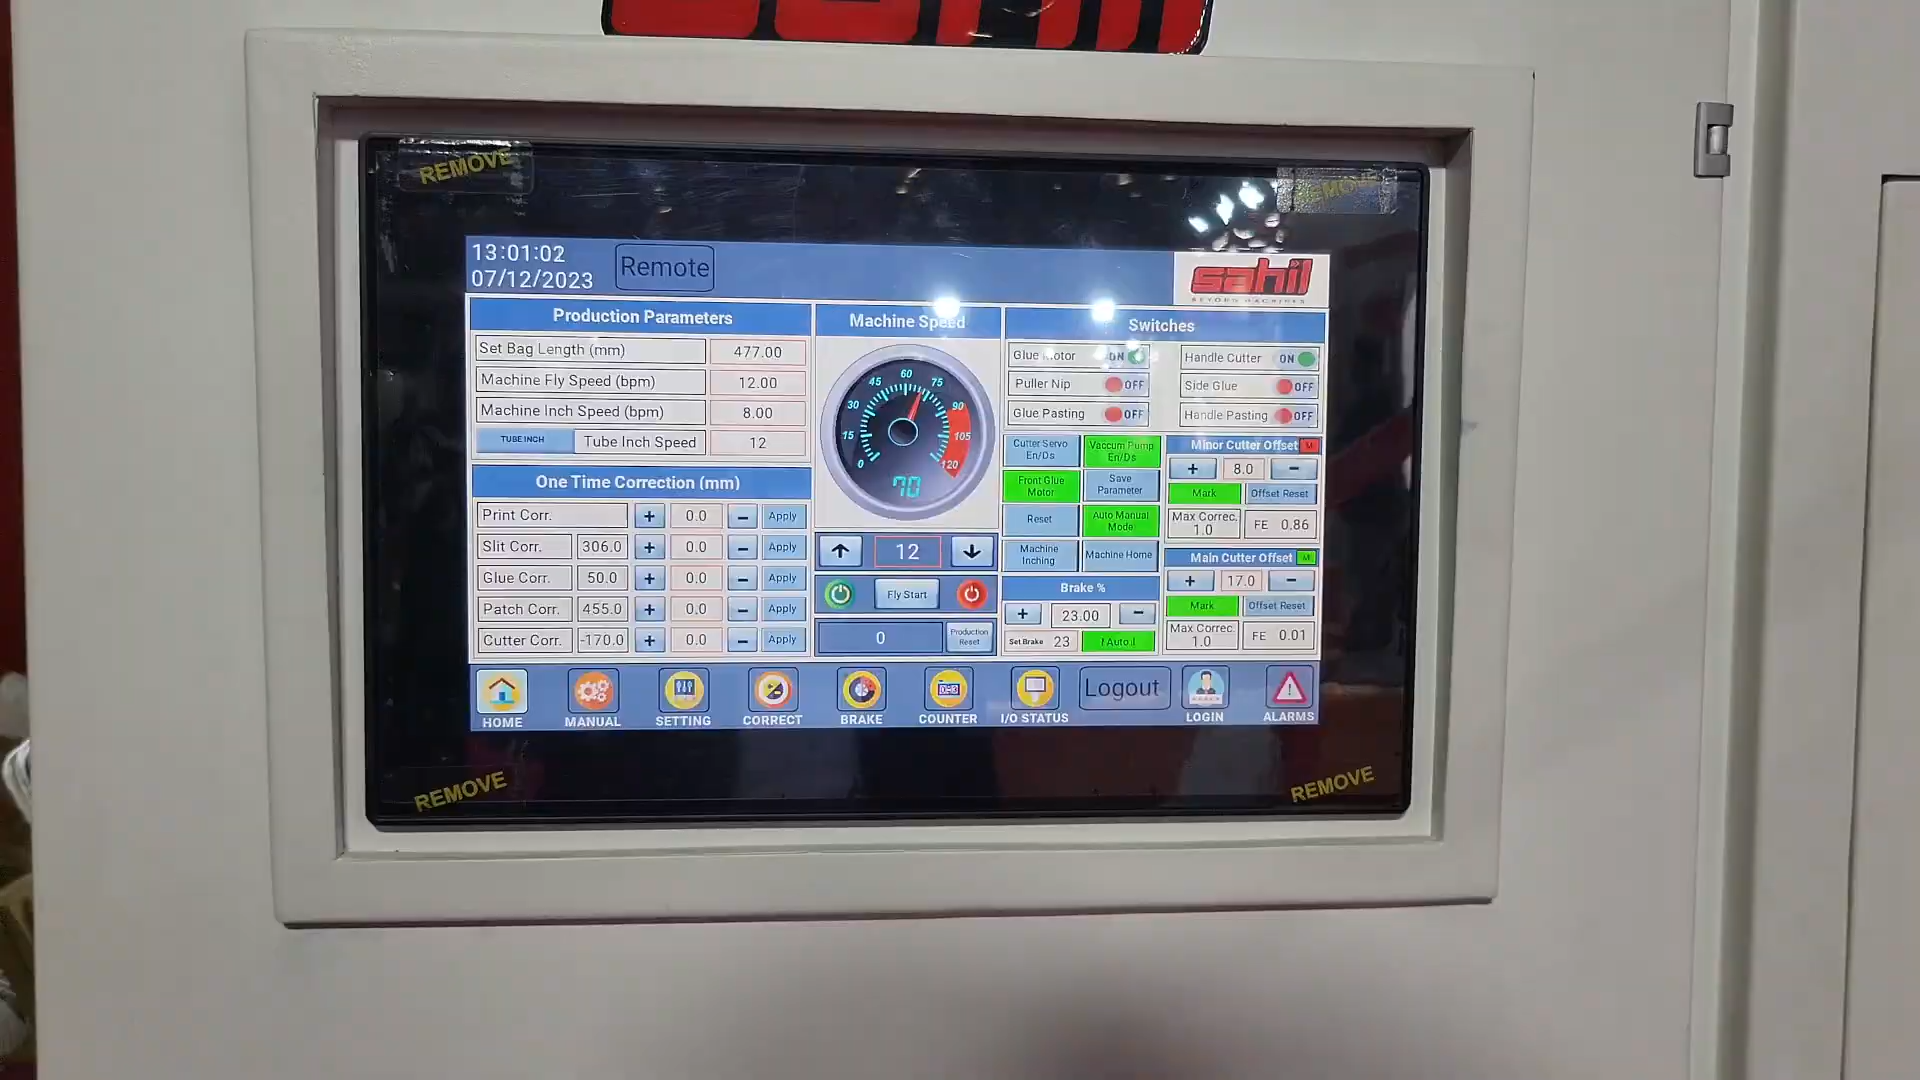 sahil
REMOVE
REMOVE
13:01:02
07/12/2023
Remote
sahil
BEYOND MACHINES
Production Parameters
Set Bag Length (mm) 477.00
Machine Fly Speed (bpm) 12.00
Machine Inch Speed (bpm) 8.00
TUBE INCH Tube Inch Speed 12
One Time Correction (mm)
Print Corr. + 0.0 – Apply
Slit Corr. 306.0 + 0.0 – Apply
Glue Corr. 50.0 + 0.0 – Apply
Patch Corr. 455.0 + 0.0 – Apply
Cutter Corr. -170.0 + 0.0 – Apply
Machine Speed
0 15 30 45 60 75 90 105 120
70
12
Fly Start
0 Production Reset
Switches
Glue Motor ON Handle Cutter ON
Puller Nip OFF Side Glue OFF
Glue Pasting OFF Handle Pasting OFF
Cutter Servo En/Ds
Vaccum Pump En/Ds
Front Glue Motor
Save Parameter
Reset
Auto Manual Mode
Machine Inching
Machine Home
Brake %
+ 23.00 –
Set Brake 23 Auto
Minor Cutter Offset M
+ 8.0 –
Mark Offset Reset
Max Correc. 1.0 FE 0.86
Main Cutter Offset M
+ 17.0 –
Mark Offset Reset
Max Correc. 1.0 FE 0.01
HOME
MANUAL
SETTING
CORRECT
BRAKE
COUNTER
I/O STATUS
Logout
LOGIN
ALARMS
REMOVE
REMOVE